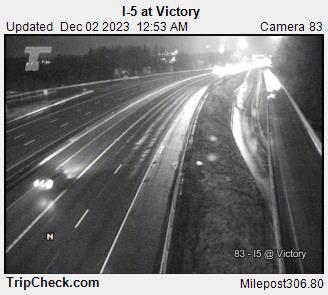 I-5 at Victory
Updated Dec 02 2023 12:53 AM Camera 83
T
N
83 - I5 @ Victory
TripCheck.com Milepost306.80